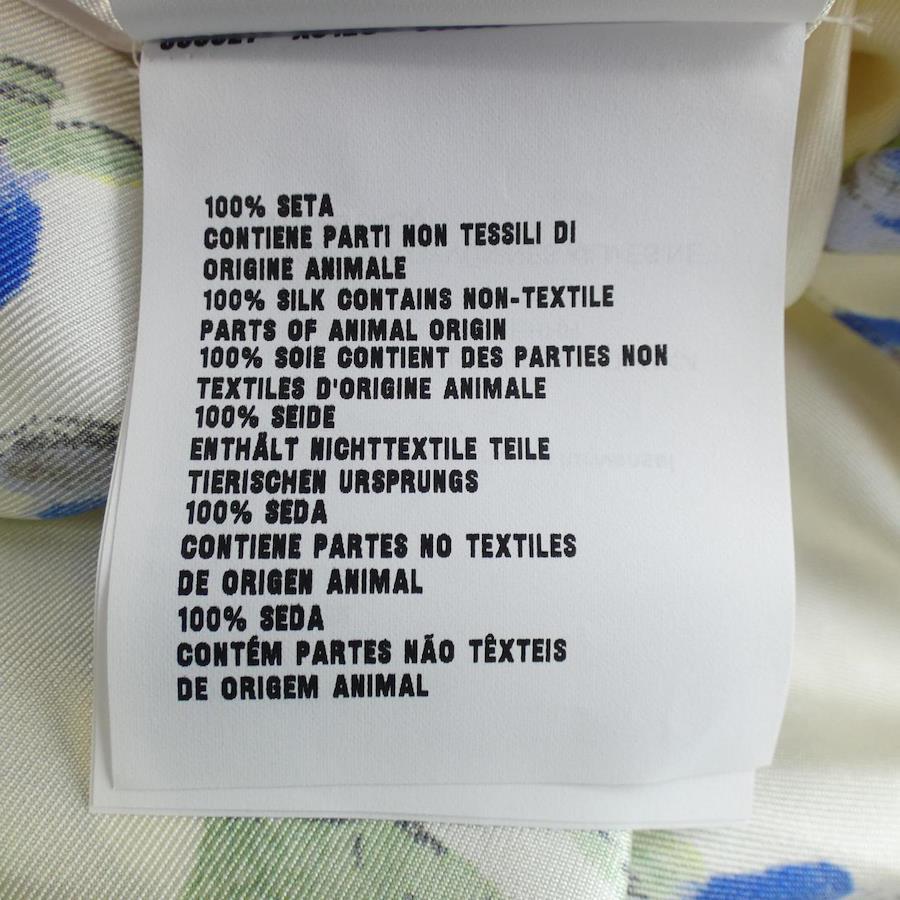 100% SETA
CONTIENE PARTI NON TESSILI DI
ORIGINE ANIMALE
100% SILK CONTAINS NON-TEXTILE
PARTS OF ANIMAL ORIGIN
100% SOIE CONTIENT DES PARTIES NON
TEXTILES D'ORIGINE ANIMALE
100% SEIDE
ENTHÄLT NICHTTEXTILE TEILE
TIERISCHEN URSPRUNGS
100% SEDA
CONTIENE PARTES NO TEXTILES
DE ORIGEN ANIMAL
100% SEDA
CONTÉM PARTES NÃO TÊXTEIS
DE ORIGEM ANIMAL